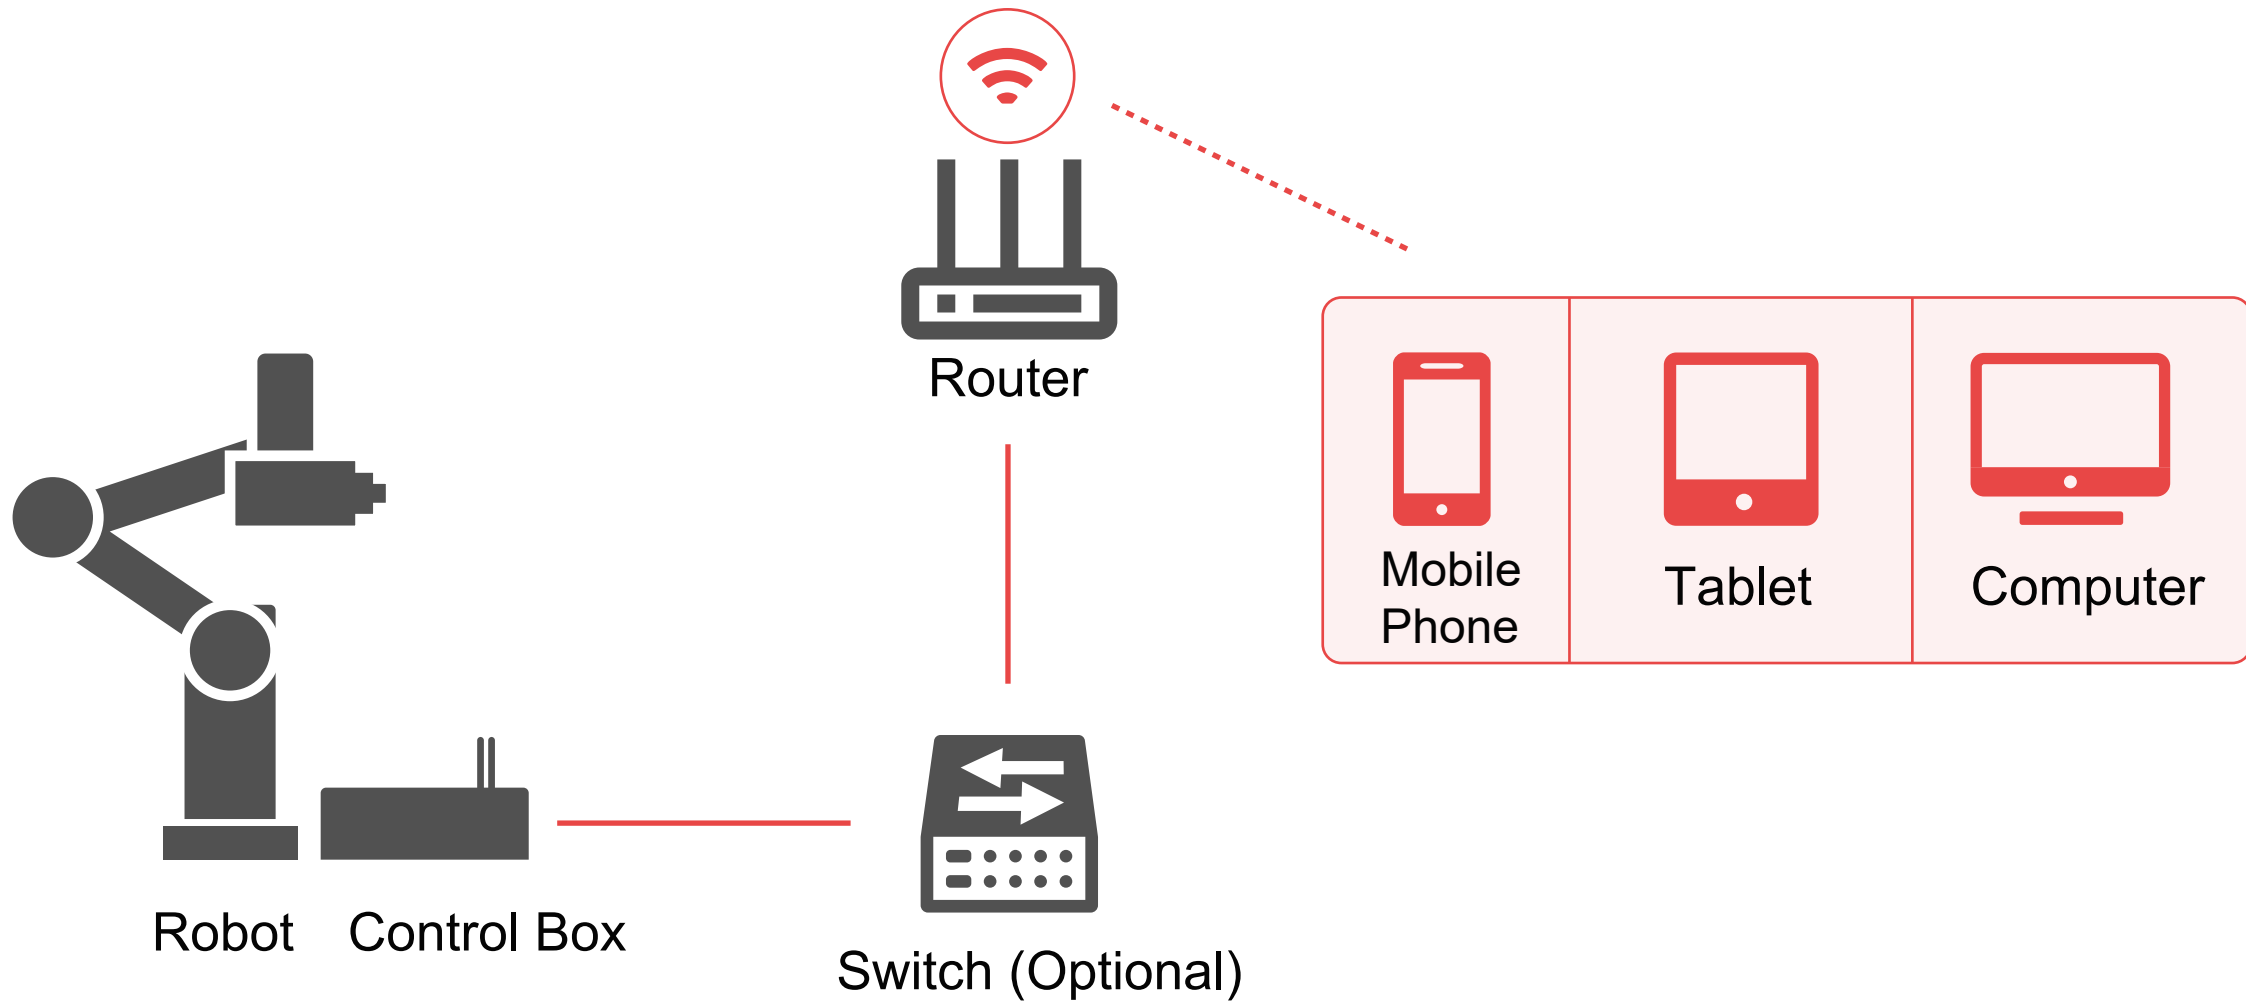 Router
Mobile
Phone
Tablet
Computer
Robot
Control Box
Switch (Optional)